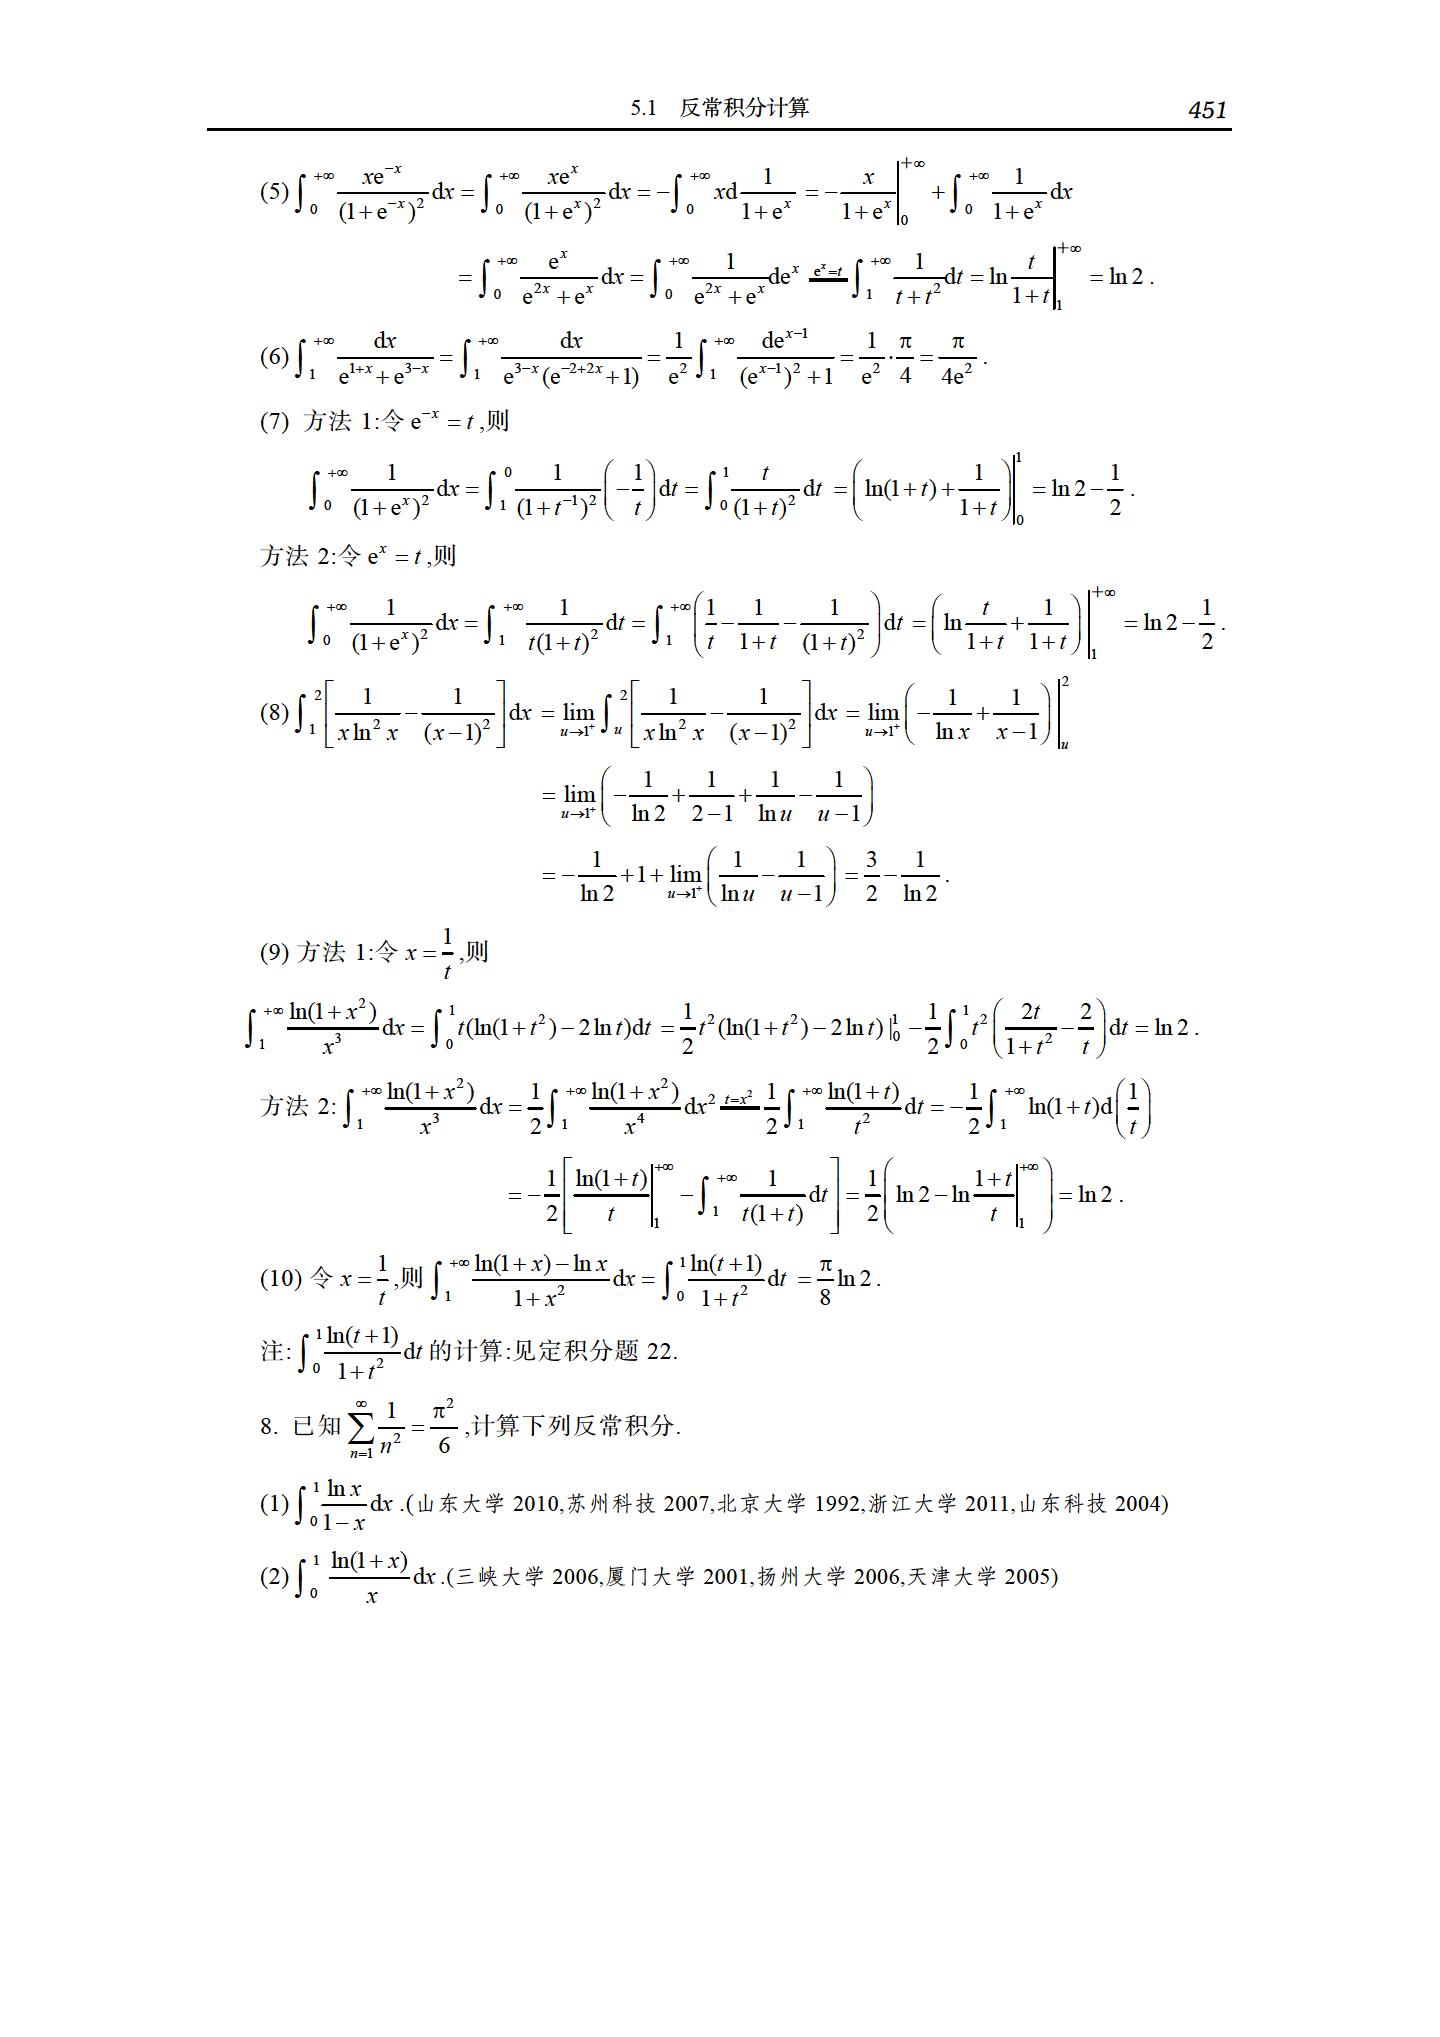 5.1 反常积分计算 451
(5) $\int_0^{+\infty}\frac{xe^{-x}}{(1+e^{-x})^2}dx=\int_0^{+\infty}\frac{xe^x}{(1+e^x)^2}dx=-\int_0^{+\infty}xd\frac{1}{1+e^x}=-\frac{x}{1+e^x}\Big|_0^{+\infty}+\int_0^{+\infty}\frac{1}{1+e^x}dx$
$=\int_0^{+\infty}\frac{e^x}{e^{2x}+e^x}dx=\int_0^{+\infty}\frac{1}{e^{2x}+e^x}de^x\overset{e^x=t}{=}\int_1^{+\infty}\frac{1}{t+t^2}dt=\ln\frac{t}{1+t}\Big|_1^{+\infty}=\ln 2.$
(6) $\int_1^{+\infty}\frac{dx}{e^{1+x}+e^{3-x}}=\int_1^{+\infty}\frac{dx}{e^{3-x}(e^{-2+2x}+1)}=\frac{1}{e^2}\int_1^{+\infty}\frac{de^{x-1}}{(e^{x-1})^2+1}=\frac{1}{e^2}\cdot\frac{\pi}{4}=\frac{\pi}{4e^2}.$
(7) 方法 1:令 $e^{-x}=t$,则
$\int_0^{+\infty}\frac{1}{(1+e^x)^2}dx=\int_1^0\frac{1}{(1+t^{-1})^2}\left(-\frac{1}{t}\right)dt=\int_0^1\frac{t}{(1+t)^2}dt=\left(\ln(1+t)+\frac{1}{1+t}\right)\Big|_0^1=\ln 2-\frac{1}{2}.$
方法 2:令 $e^x=t$,则
$\int_0^{+\infty}\frac{1}{(1+e^x)^2}dx=\int_1^{+\infty}\frac{1}{t(1+t)^2}dt=\int_1^{+\infty}\left(\frac{1}{t}-\frac{1}{1+t}-\frac{1}{(1+t)^2}\right)dt=\left(\ln\frac{t}{1+t}+\frac{1}{1+t}\right)\Big|_1^{+\infty}=\ln 2-\frac{1}{2}.$
(8) $\int_1^2\left[\frac{1}{x\ln^2x}-\frac{1}{(x-1)^2}\right]dx=\lim_{u\to1^+}\int_u^2\left[\frac{1}{x\ln^2x}-\frac{1}{(x-1)^2}\right]dx=\lim_{u\to1^+}\left(-\frac{1}{\ln x}+\frac{1}{x-1}\right)\Big|_u^2$
$=\lim_{u\to1^+}\left(-\frac{1}{\ln 2}+\frac{1}{2-1}+\frac{1}{\ln u}-\frac{1}{u-1}\right)$
$=-\frac{1}{\ln 2}+1+\lim_{u\to1^+}\left(\frac{1}{\ln u}-\frac{1}{u-1}\right)=\frac{3}{2}-\frac{1}{\ln 2}.$
(9) 方法 1:令 $x=\frac{1}{t}$,则
$\int_1^{+\infty}\frac{\ln(1+x^2)}{x^3}dx=\int_0^1t(\ln(1+t^2)-2\ln t)dt=\frac{1}{2}t^2(\ln(1+t^2)-2\ln t)|_0^1-\frac{1}{2}\int_0^1t^2\left(\frac{2t}{1+t^2}-\frac{2}{t}\right)dt=\ln 2.$
方法 2: $\int_1^{+\infty}\frac{\ln(1+x^2)}{x^3}dx=\frac{1}{2}\int_1^{+\infty}\frac{\ln(1+x^2)}{x^4}dx^2\overset{t=x^2}{=}\frac{1}{2}\int_1^{+\infty}\frac{\ln(1+t)}{t^2}dt=-\frac{1}{2}\int_1^{+\infty}\ln(1+t)d\left(\frac{1}{t}\right)$
$=-\frac{1}{2}\left[\frac{\ln(1+t)}{t}\Big|_1^{+\infty}-\int_1^{+\infty}\frac{1}{t(1+t)}dt\right]=\frac{1}{2}\left(\ln 2-\ln\frac{1+t}{t}\Big|_1^{+\infty}\right)=\ln 2.$
(10) 令 $x=\frac{1}{t}$,则 $\int_1^{+\infty}\frac{\ln(1+x)-\ln x}{1+x^2}dx=\int_0^1\frac{\ln(t+1)}{1+t^2}dt=\frac{\pi}{8}\ln 2.$
注: $\int_0^1\frac{\ln(t+1)}{1+t^2}dt$ 的计算:见定积分题 22.
8. 已知 $\sum_{n=1}^{\infty}\frac{1}{n^2}=\frac{\pi^2}{6}$,计算下列反常积分.
(1) $\int_0^1\frac{\ln x}{1-x}dx$.(山东大学 2010,苏州科技 2007,北京大学 1992,浙江大学 2011,山东科技 2004)
(2) $\int_0^1\frac{\ln(1+x)}{x}dx$.(三峡大学 2006,厦门大学 2001,扬州大学 2006,天津大学 2005)